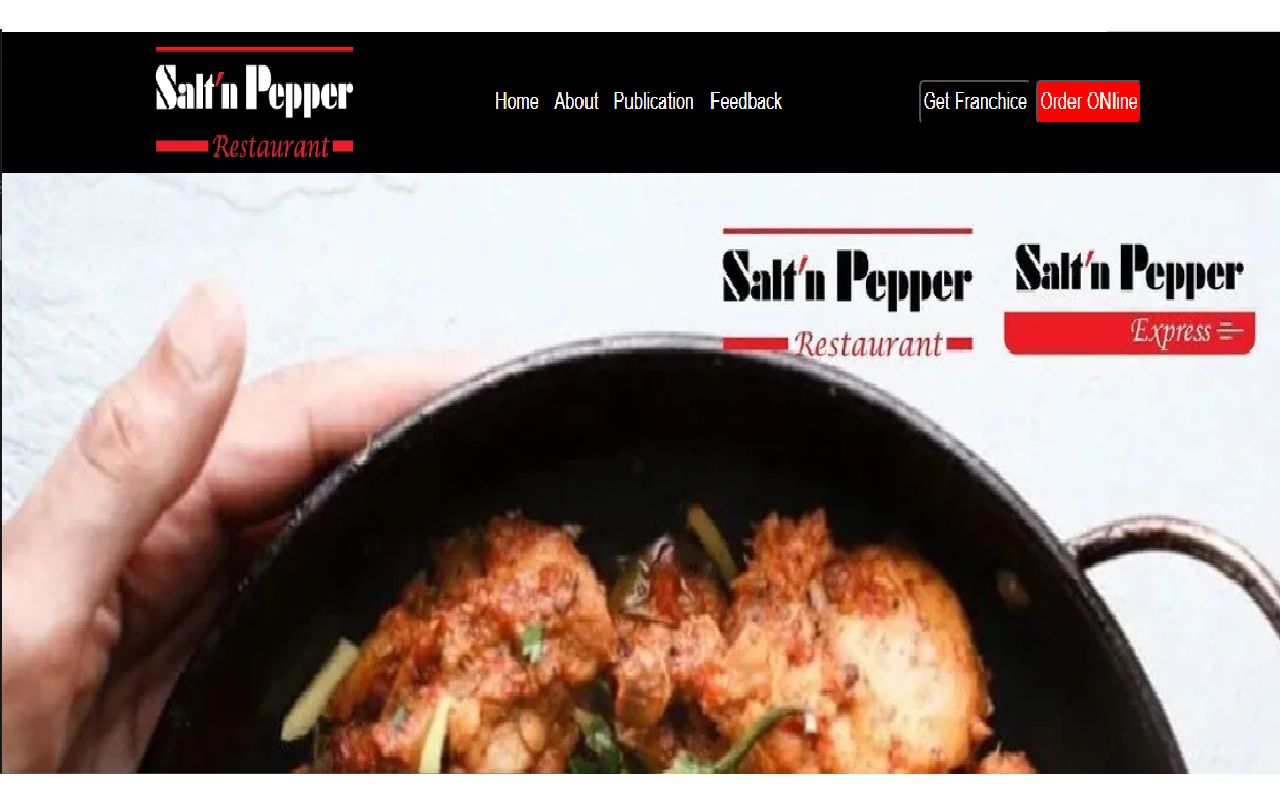 Salt'n Pepper
Restaurant
Home About Publication Feedback
Get Franchice Order ONline
Salt'n Pepper
Restaurant
Salt'n Pepper
Express